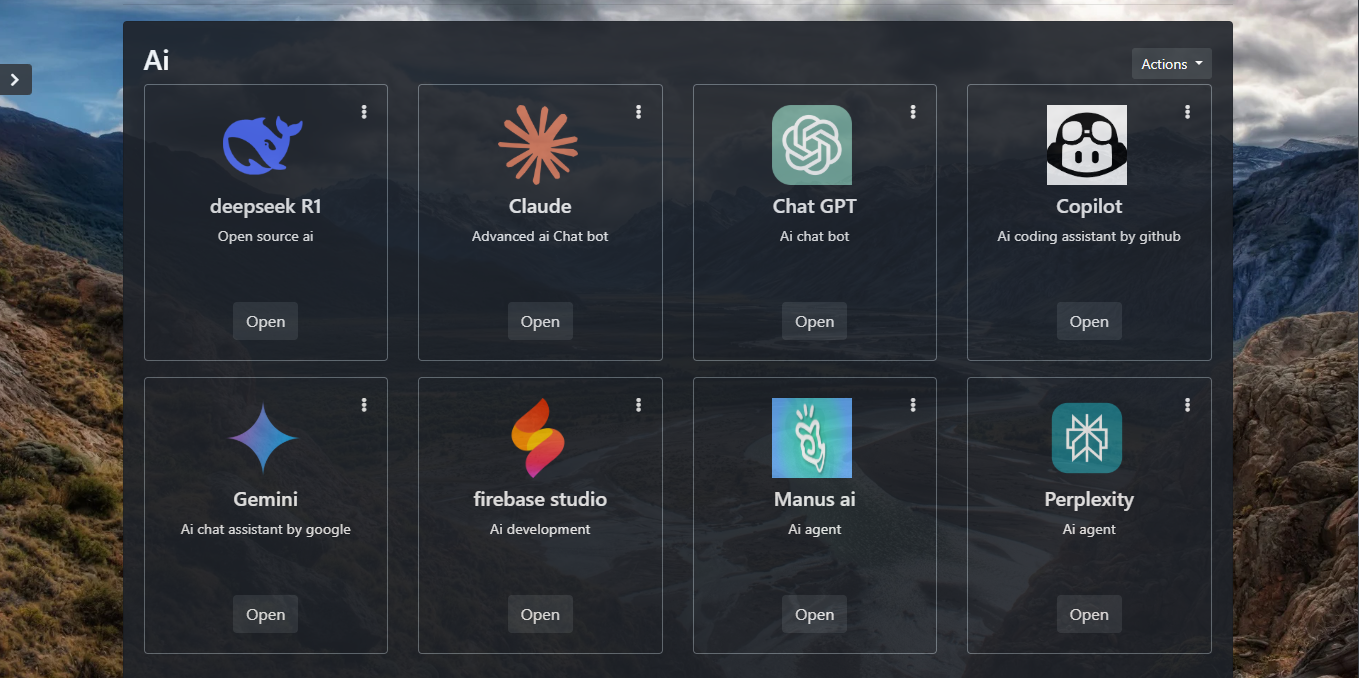 Ai
Actions
deepseek R1
Open source ai
Open
Claude
Advanced ai Chat bot
Open
Chat GPT
Ai chat bot
Open
Copilot
Ai coding assistant by github
Open
Gemini
Ai chat assistant by google
Open
firebase studio
Ai development
Open
Manus ai
Ai agent
Open
Perplexity
Ai agent
Open